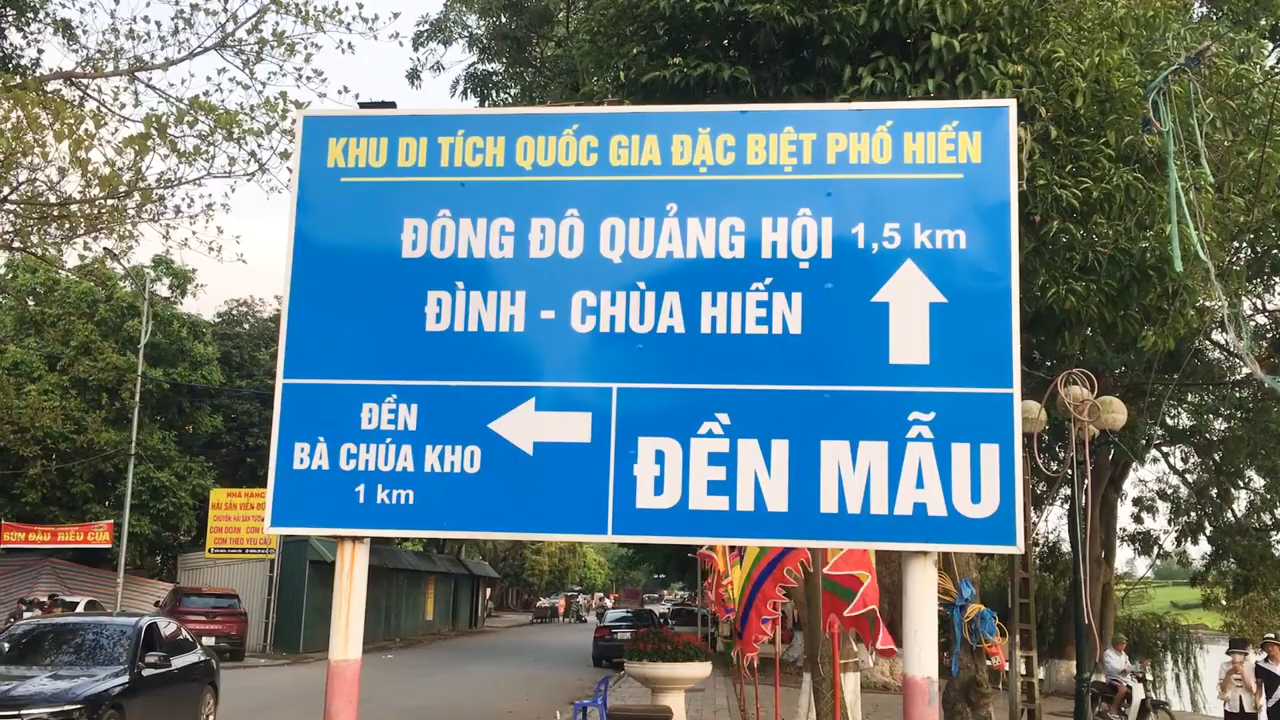 KHU DI TÍCH QUỐC GIA ĐẶC BIỆT PHỐ HIẾN
ĐÔNG ĐÔ QUẢNG HỘI 1,5 km
ĐÌNH - CHÙA HIẾN
ĐỀN
BÀ CHÚA KHO
1 km
ĐỀN MẪU
NHÀ HÀNG
HẢI SẢN VIÊN
CHUYÊN: HẢI SẢN TƯƠI
CƠM ĐOÀN CƠM
CƠM THEO YÊU CẦU
BÚN ĐẬU RIÊU CUA